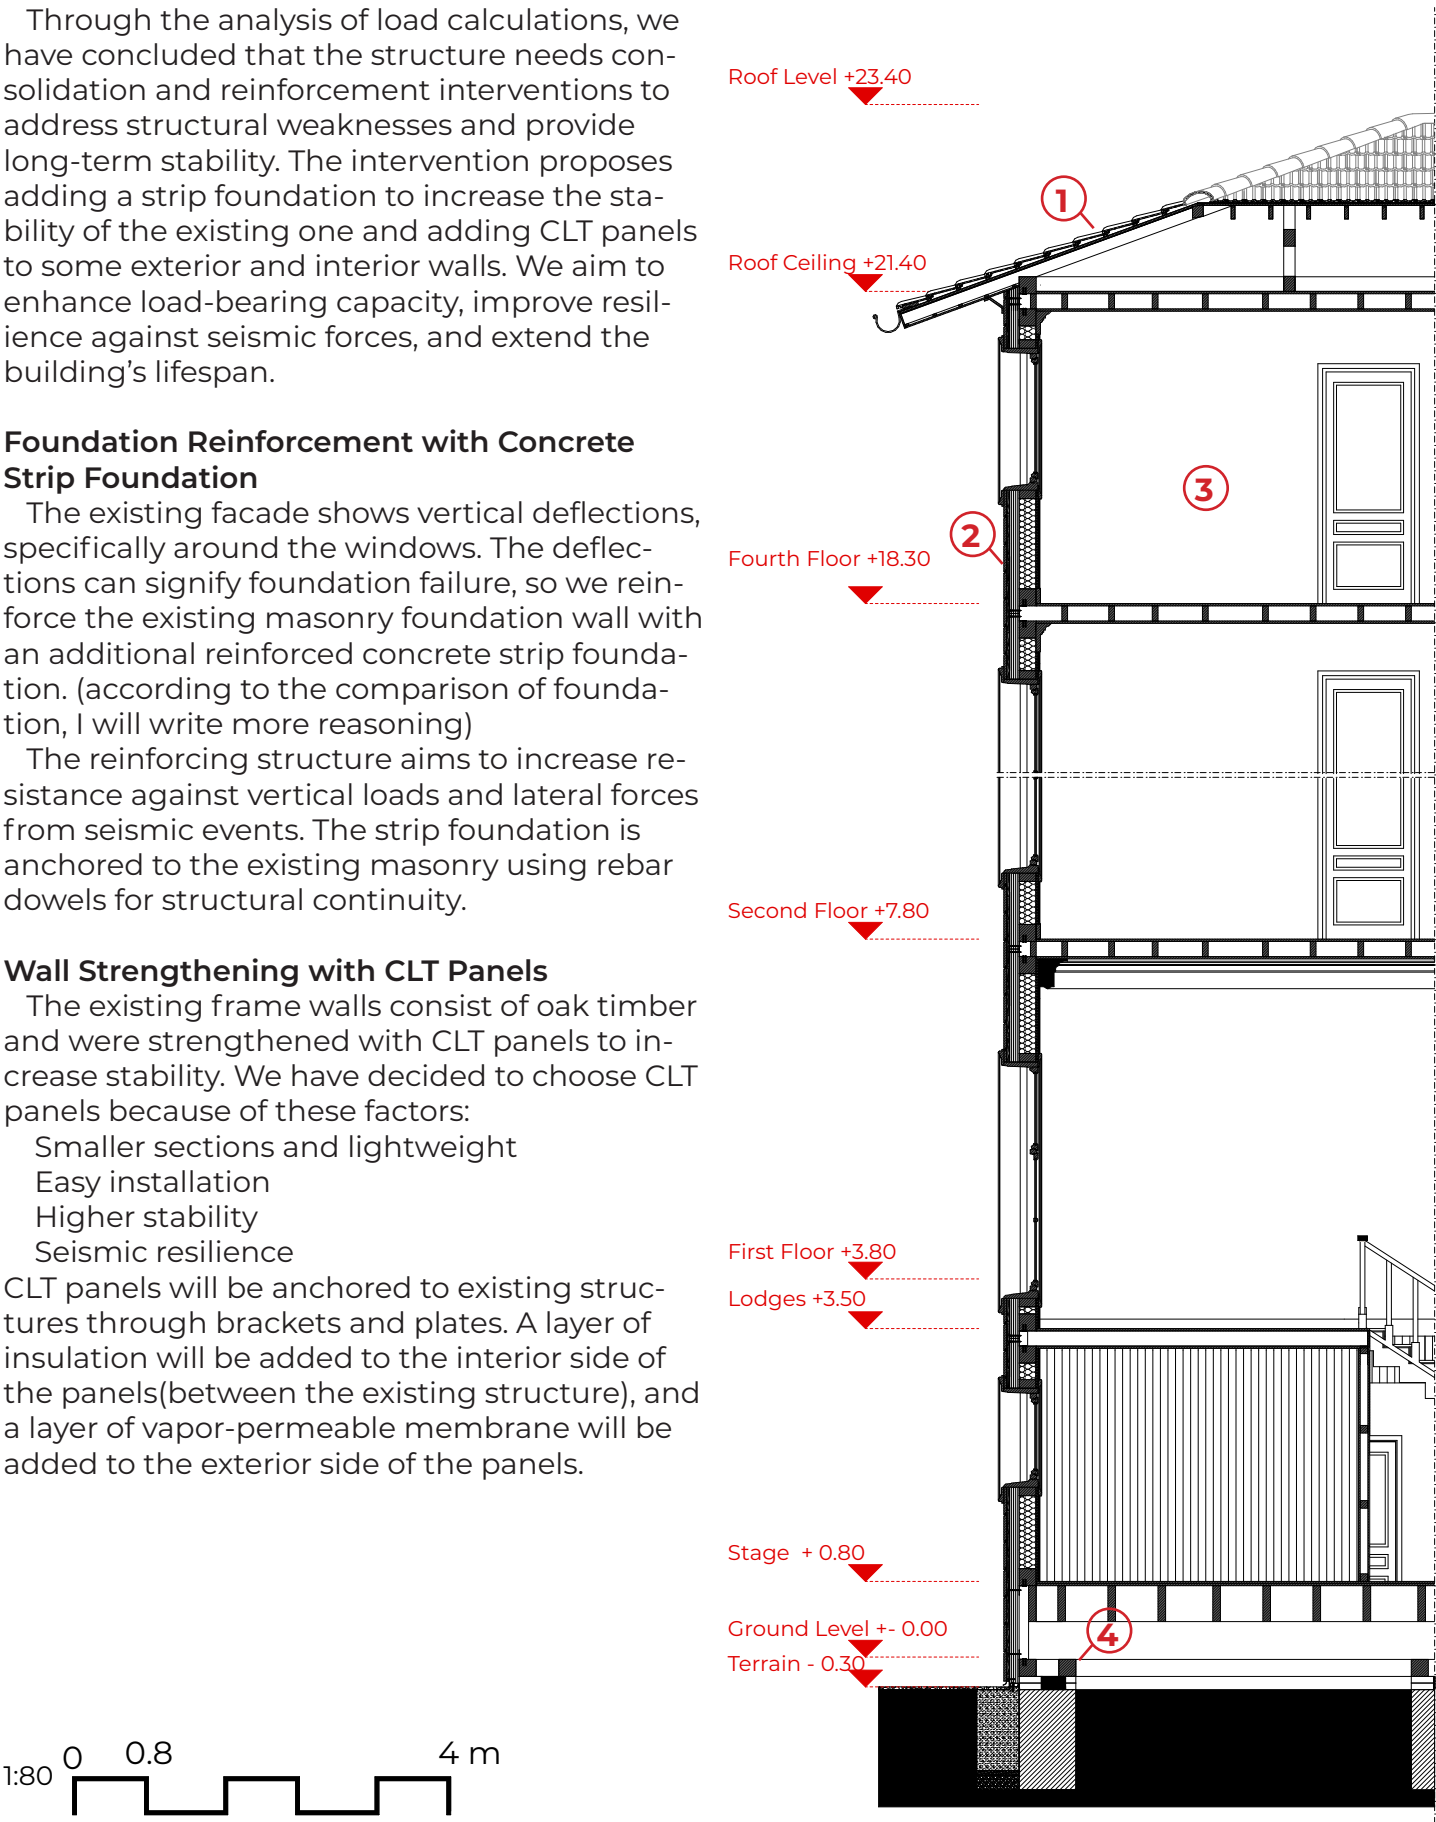 Through the analysis of load calculations, we
have concluded that the structure needs con-
solidation and reinforcement interventions to
address structural weaknesses and provide
long-term stability. The intervention proposes
adding a strip foundation to increase the sta-
bility of the existing one and adding CLT panels
to some exterior and interior walls. We aim to
enhance load-bearing capacity, improve resil-
ience against seismic forces, and extend the
building's lifespan.
Foundation Reinforcement with Concrete
Strip Foundation
The existing facade shows vertical deflections,
specifically around the windows. The deflec-
tions can signify foundation failure, so we rein-
force the existing masonry foundation wall with
an additional reinforced concrete strip founda-
tion. (according to the comparison of founda-
tion, I will write more reasoning)
The reinforcing structure aims to increase re-
sistance against vertical loads and lateral forces
from seismic events. The strip foundation is
anchored to the existing masonry using rebar
dowels for structural continuity.
Wall Strengthening with CLT Panels
The existing frame walls consist of oak timber
and were strengthened with CLT panels to in-
crease stability. We have decided to choose CLT
panels because of these factors:
Smaller sections and lightweight
Easy installation
Higher stability
Seismic resilience
CLT panels will be anchored to existing struc-
tures through brackets and plates. A layer of
insulation will be added to the interior side of
the panels(between the existing structure), and
a layer of vapor-permeable membrane will be
added to the exterior side of the panels.
1:80
0
0.8
4 m
Roof Level +23.40
1
Roof Ceiling +21.40
3
2
Fourth Floor +18.30
Second Floor +7.80
First Floor +3.80
Lodges +3.50
Stage + 0.80
Ground Level +- 0.00
4
Terrain - 0.30